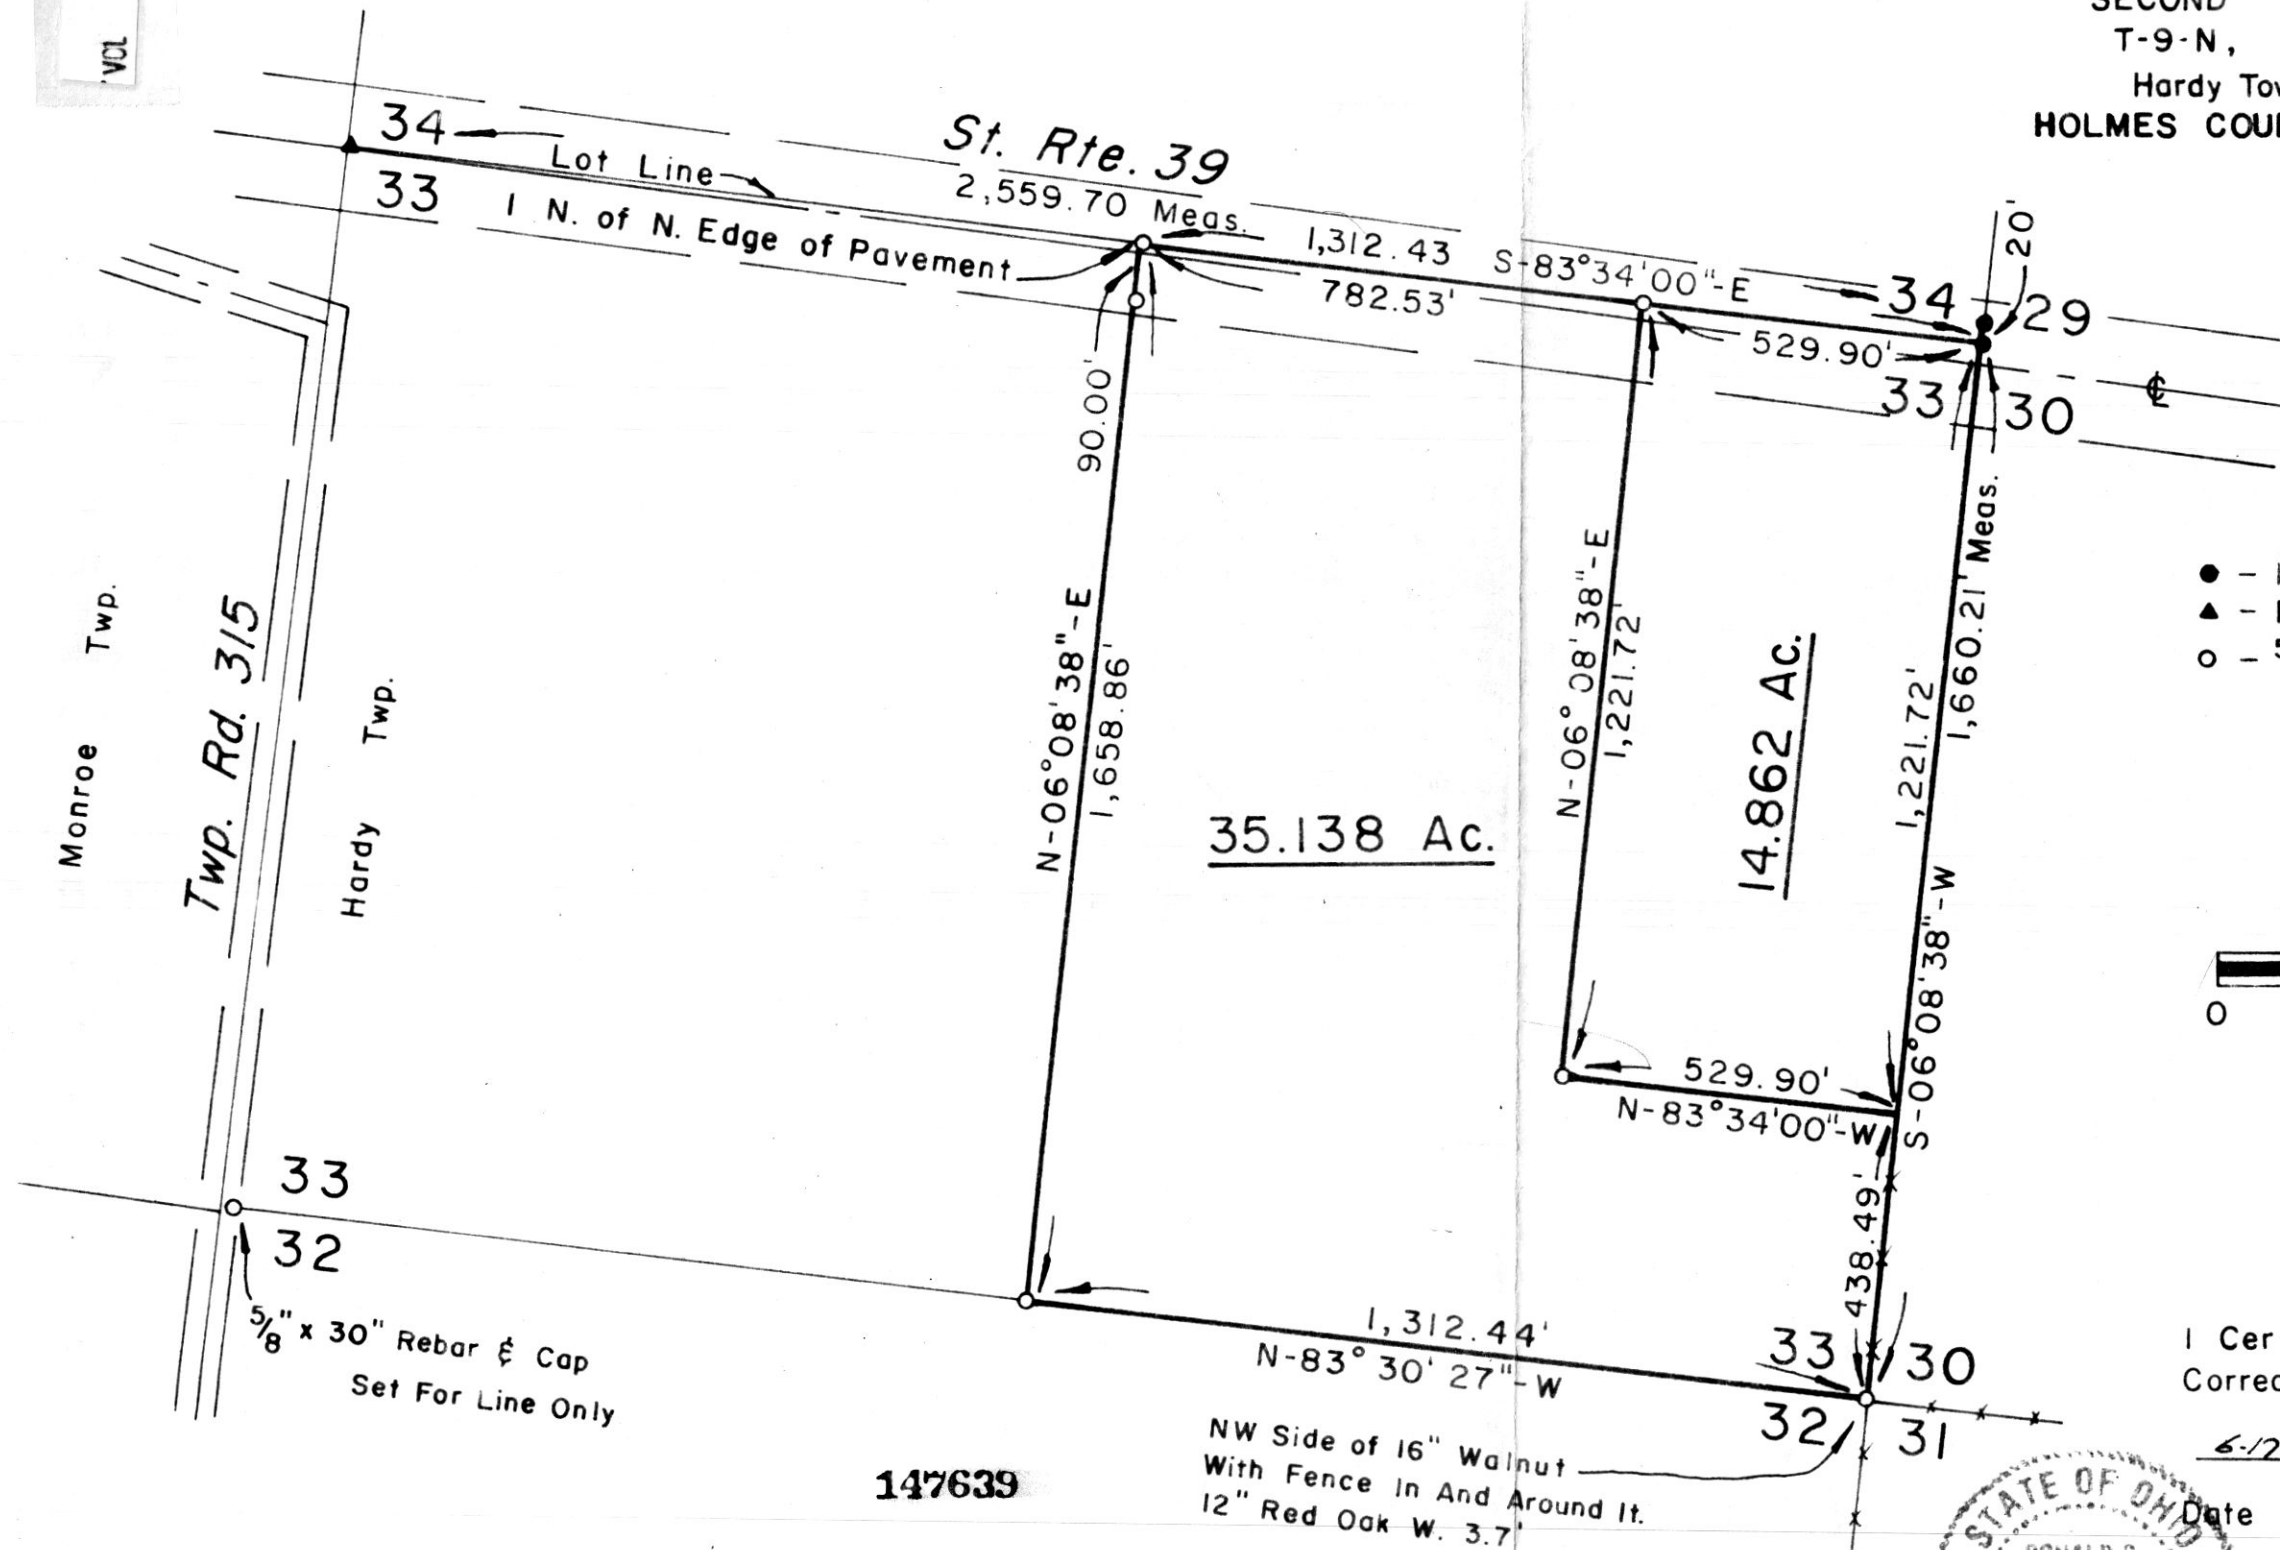 VOL
SECOND
T-9-N,
Hardy
HOLMES
34
Lot Line
33
St. Rte. 39
2,559.70 Meas.
1 N. of N. Edge of Pavement
1,312.43 S-83°34'00"-E
782.53'
20'
34
29
529.90'
33
30
℄
90.00'
N-06°08'38"-E
1,658.86'
N-06°08'38"-E
1,221.72'
1,660.21' Meas.
1,221.72'
S-06°08'38"-W
14.862 Ac.
35.138 Ac.
Monroe Twp.
Twp. Rd. 315
Hardy Twp.
0
529.90'
N-83°34'00"-W
438.49'
33
32
5/8" x 30" Rebar & Cap
Set For Line Only
1,312.44'
N-83°30'27"-W
33
30
32
31
NW Side of 16" Walnut
With Fence In And Around It.
12" Red Oak W. 3.7'
147639
I Cer
Correc
6-12
Date
STATE OF OHIO